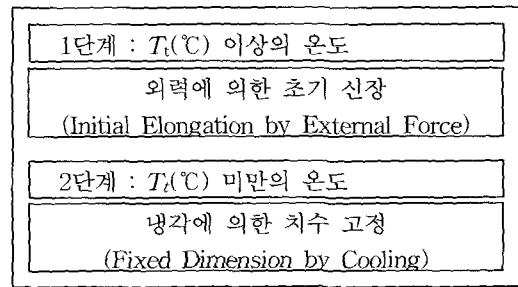 1단계 : Tt(℃) 이상의 온도
외력에 의한 초기 신장
(Initial Elongation by External Force)
2단계 : Tt(℃) 미만의 온도
냉각에 의한 치수 고정
(Fixed Dimension by Cooling)